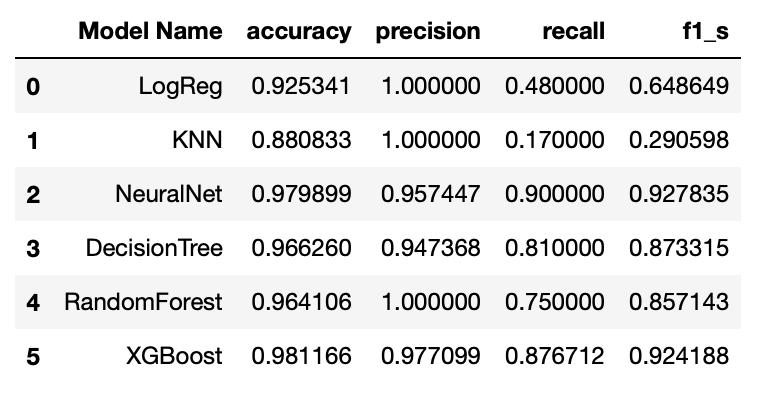 Model Name accuracy precision recall f1_s
0 LogReg 0.925341 1.000000 0.480000 0.648649
1 KNN 0.880833 1.000000 0.170000 0.290598
2 NeuralNet 0.979899 0.957447 0.900000 0.927835
3 DecisionTree 0.966260 0.947368 0.810000 0.873315
4 RandomForest 0.964106 1.000000 0.750000 0.857143
5 XGBoost 0.981166 0.977099 0.876712 0.924188